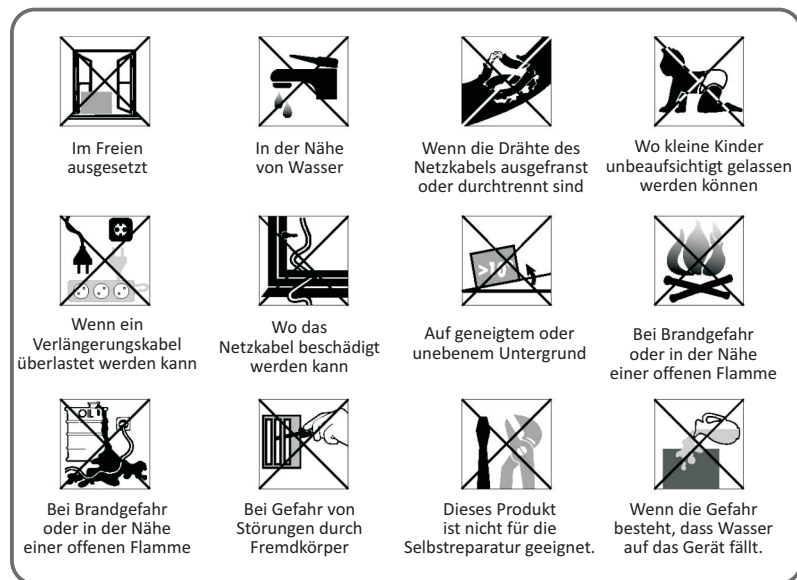 Im Freien
ausgesetzt
In der Nähe
von Wasser
Wenn die Drähte des
Netzkabels ausgefranst
oder durchtrennt sind
Wo kleine Kinder
unbeaufsichtigt gelassen
werden können
Wenn ein
Verlängerungskabel
überlastet werden kann
Wo das
Netzkabel beschädigt
werden kann
>10
Auf geneigtem oder
unebenem Untergrund
Bei Brandgefahr
oder in der Nähe
einer offenen Flamme
OIL
Bei Brandgefahr
oder in der Nähe
einer offenen Flamme
Bei Gefahr von
Störungen durch
Fremdkörper
Dieses Produkt
ist nicht für die
Selbstreparatur geeignet.
Wenn die Gefahr
besteht, dass Wasser
auf das Gerät fällt.